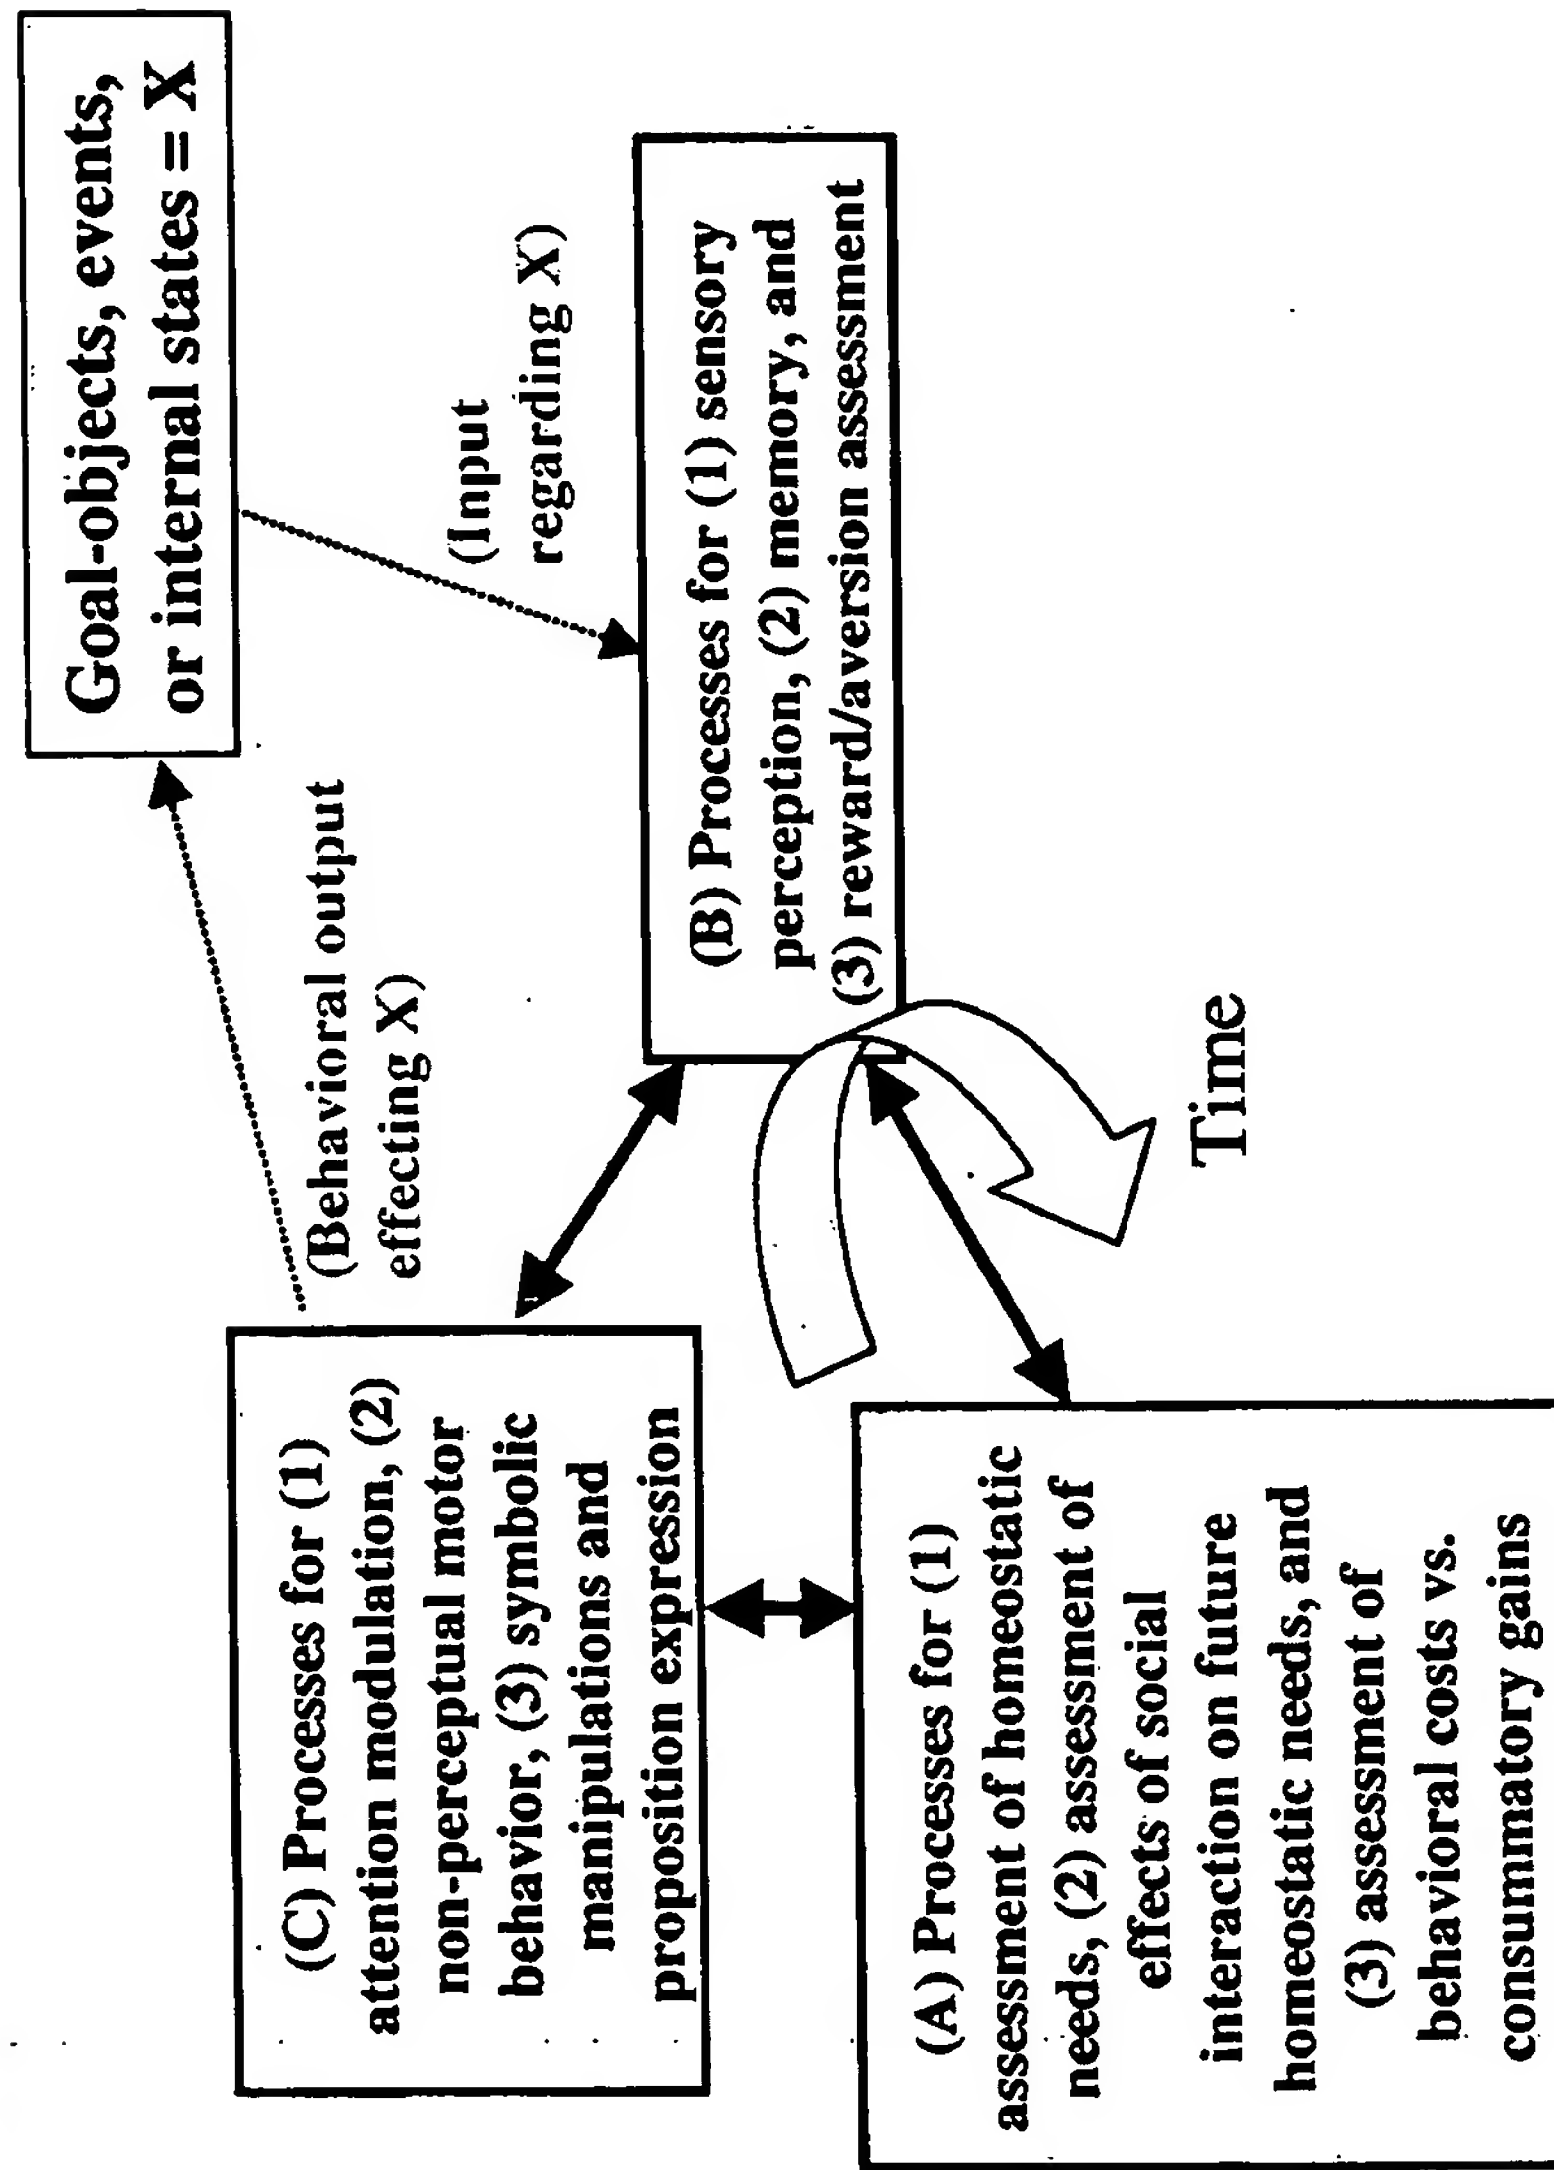 Goal-objects, events,
or internal states = X
(Behavioral output
effecting X)
(Input
regarding X)
(C) Processes for (1)
attention modulation, (2)
non-perceptual motor
behavior, (3) symbolic
manipulations and
proposition expression
(B) Processes for (1) sensory
perception, (2) memory, and
(3) reward/aversion assessment
(A) Processes for (1)
assessment of homeostatic
needs, (2) assessment of
effects of social
interaction on future
homeostatic needs, and
(3) assessment of
behavioral costs vs.
consummatory gains
Time